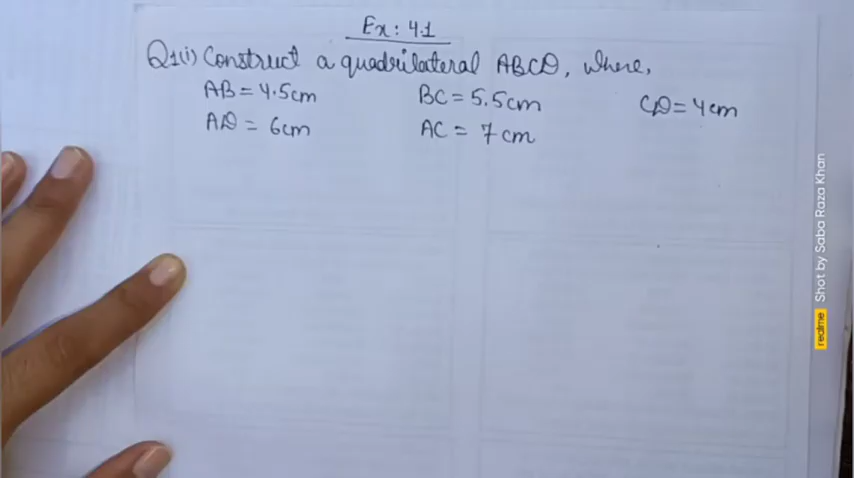 Ex: 4.1
Q1(i) Construct a quadrilateral ABCD, where,
AB = 4.5cm BC = 5.5cm CD = 4cm
AD = 6cm AC = 7cm
realme Shot by Saba Raza Khan